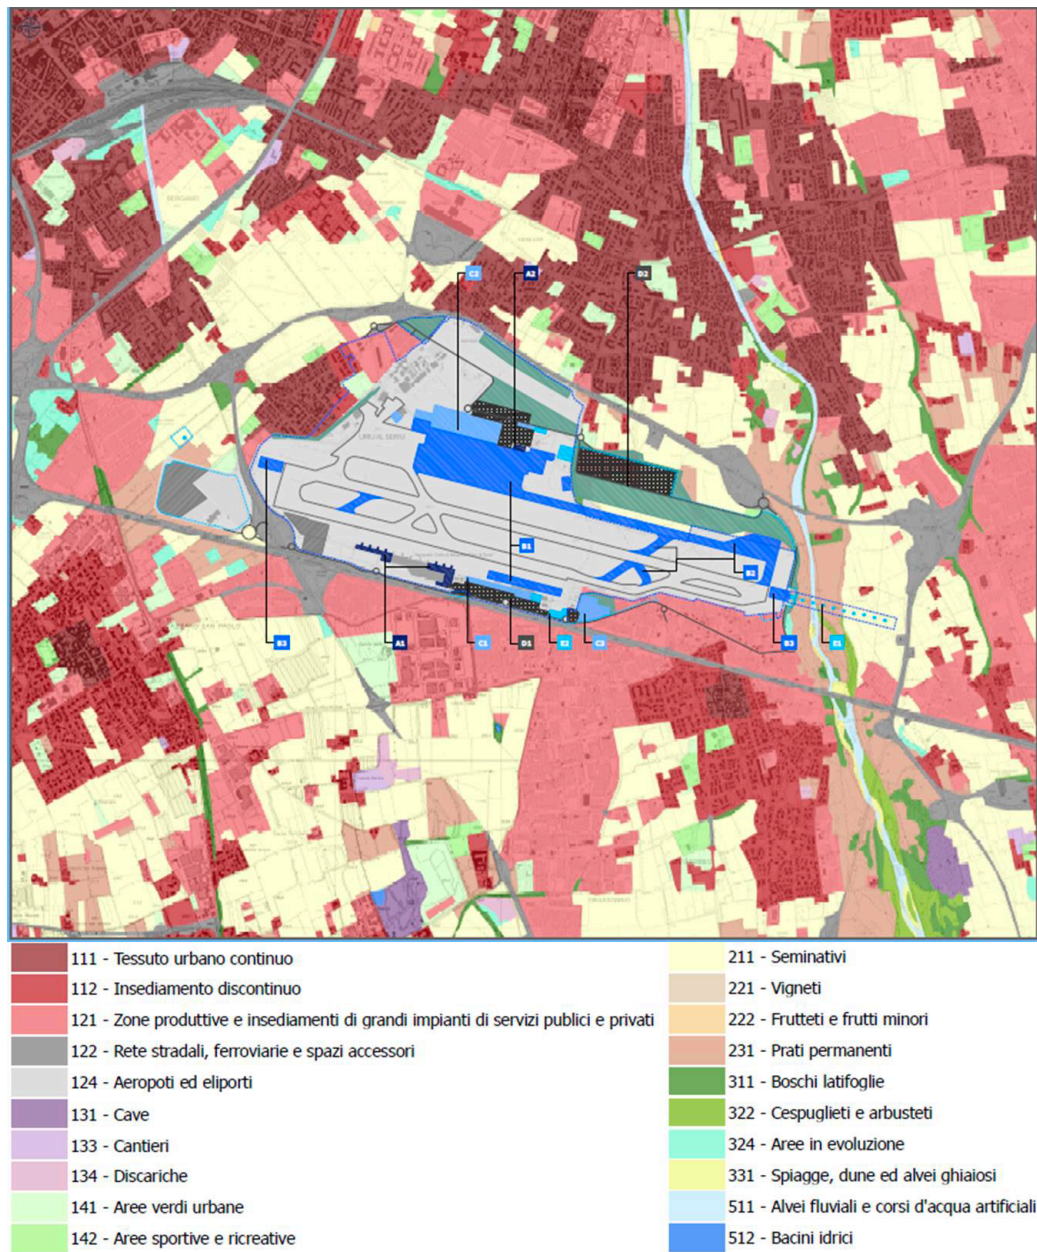 BERGAMO
C2
A2
D2
ORIO AL SERIO
B1
B2
B3
A1
C1
D1
E2
C3
B3
E1
111 - Tessuto urbano continuo
112 - Insediamento discontinuo
121 - Zone produttive e insediamenti di grandi impianti di servizi publici e privati
122 - Rete stradali, ferroviarie e spazi accessori
124 - Aeropoti ed eliporti
131 - Cave
133 - Cantieri
134 - Discariche
141 - Aree verdi urbane
142 - Aree sportive e ricreative
211 - Seminativi
221 - Vigneti
222 - Frutteti e frutti minori
231 - Prati permanenti
311 - Boschi latifoglie
322 - Cespuglieti e arbusteti
324 - Aree in evoluzione
331 - Spiagge, dune ed alvei ghiaiosi
511 - Alvei fluviali e corsi d'acqua artificiali
512 - Bacini idrici